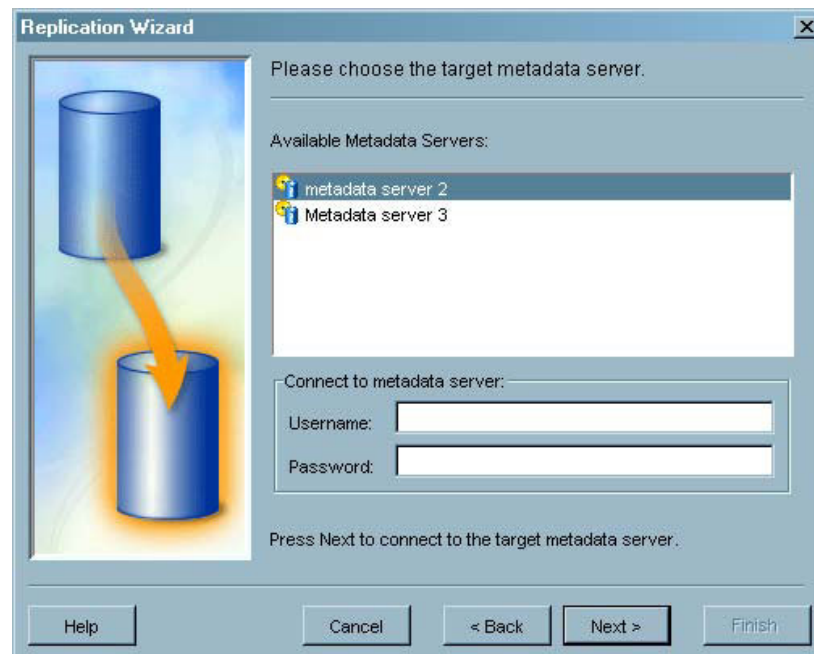 Replication Wizard
Please choose the target metadata server.
Available Metadata Servers:
metadata server 2
Metadata server 3
Connect to metadata server:
Username:
Password:
Press Next to connect to the target metadata server.
Help Cancel < Back Next > Finish